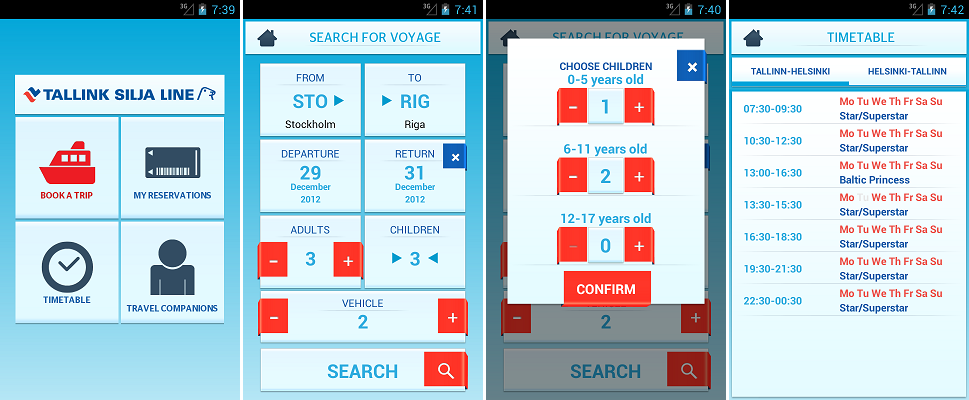 3G 7:39
TALLINK SILJA LINE
BOOK A TRIP
MY RESERVATIONS
TIMETABLE
TRAVEL COMPANIONS
3G 7:41
SEARCH FOR VOYAGE
FROM
TO
STO
RIG
Stockholm
Riga
DEPARTURE
RETURN
×
29
31
December
December
2012
2012
ADULTS
CHILDREN
- 3 +
3
VEHICLE
- 2 +
SEARCH
3G 7:40
SEARCH FOR VOYAGE
×
CHOOSE CHILDREN
0-5 years old
- 1 +
6-11 years old
- 2 +
12-17 years old
- 0 +
CONFIRM
- 2 +
SEARCH
3G 7:42
TIMETABLE
TALLINN-HELSINKI
HELSINKI-TALLINN
07:30-09:30 Mo Tu We Th Fr Sa Su
Star/Superstar
10:30-12:30 Mo Tu We Th Fr Sa Su
Star/Superstar
13:00-16:30 Mo Tu We Th Fr Sa Su
Baltic Princess
13:30-15:30 Mo Tu We Th Fr Sa Su
Star/Superstar
16:30-18:30 Mo Tu We Th Fr Sa Su
Star/Superstar
19:30-21:30 Mo Tu We Th Fr Sa Su
Star/Superstar
22:30-00:30 Mo Tu We Th Fr Sa Su
Star/Superstar